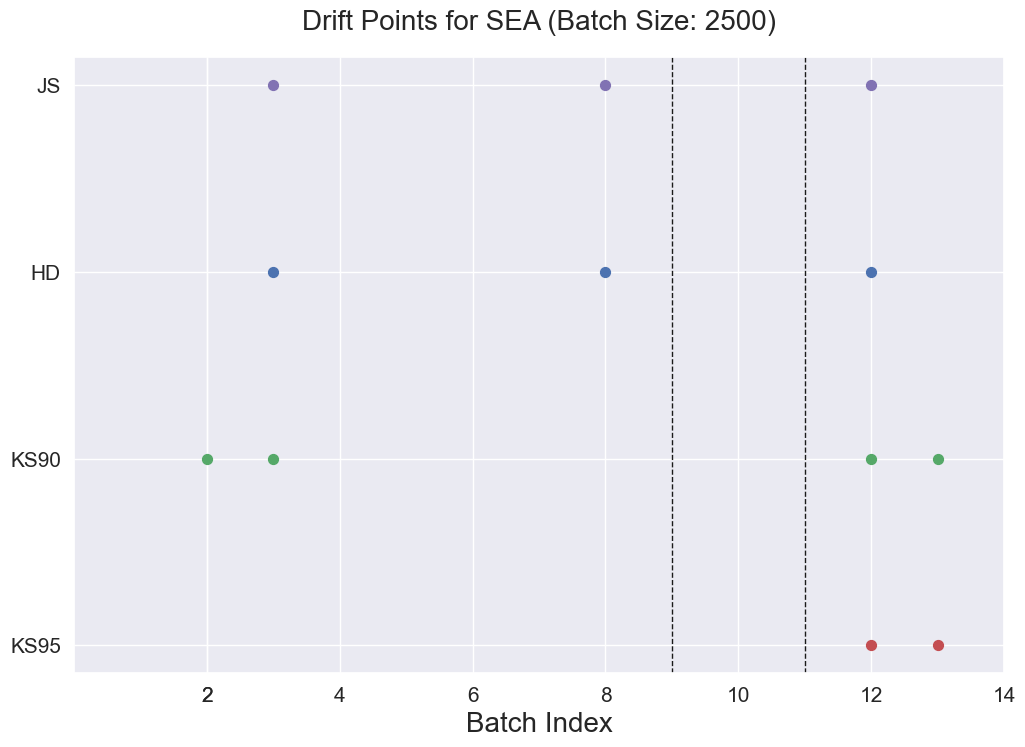 Drift Points for SEA (Batch Size: 2500)
JS
HD
KS90
KS95
2 4 6 8 10 12 14
Batch Index